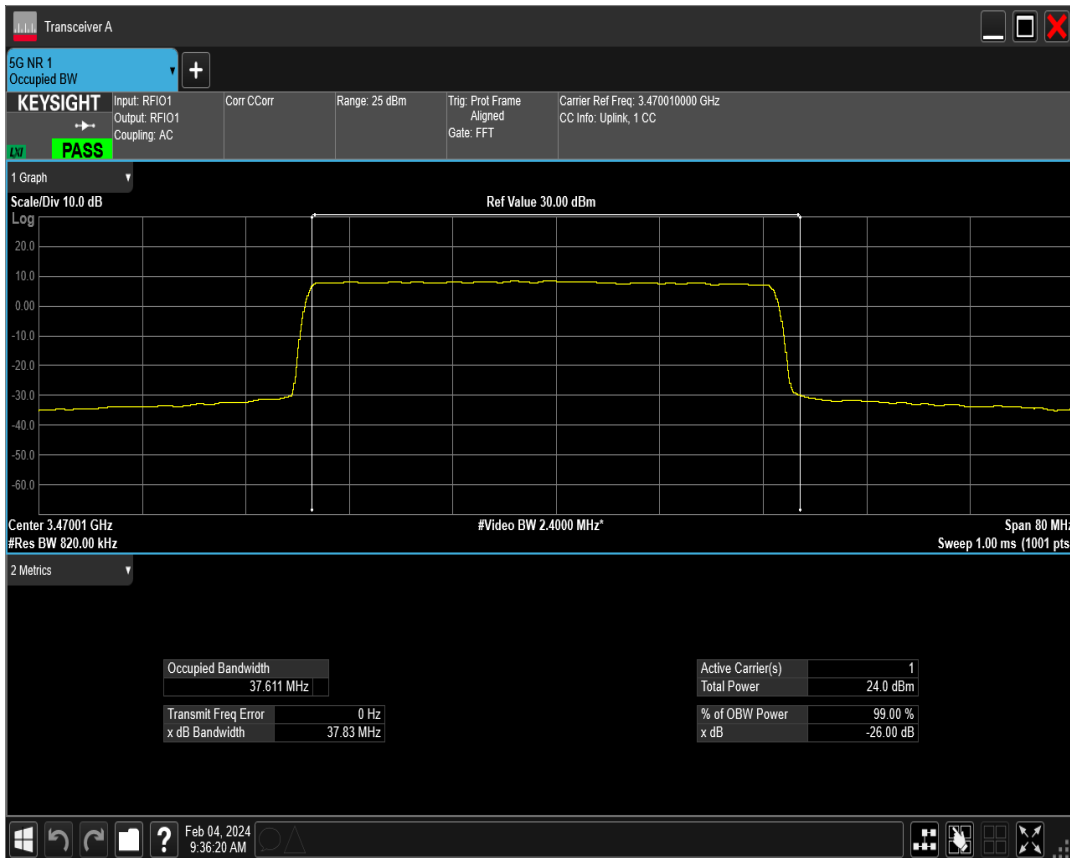 Transceiver A
5G NR 1
Occupied BW
KEYSIGHT
LXI
PASS
Input: RFIO1
Output: RFIO1
Coupling: AC
Corr CCorr
Range: 25 dBm
Trig: Prot Frame
Aligned
Gate: FFT
Carrier Ref Freq: 3.470010000 GHz
CC Info: Uplink, 1 CC
1 Graph
Scale/Div 10.0 dB
Ref Value 30.00 dBm
Log
20.0
10.0
0.00
-10.0
-20.0
-30.0
-40.0
-50.0
-60.0
Center 3.47001 GHz
#Video BW 2.4000 MHz*
Span 80 MHz
#Res BW 820.00 kHz
Sweep 1.00 ms (1001 pts
2 Metrics
Occupied Bandwidth
37.611 MHz
Transmit Freq Error 0 Hz
x dB Bandwidth 37.83 MHz
Active Carrier(s) 1
Total Power 24.0 dBm
% of OBW Power 99.00 %
x dB -26.00 dB
?
Feb 04, 2024
9:36:20 AM